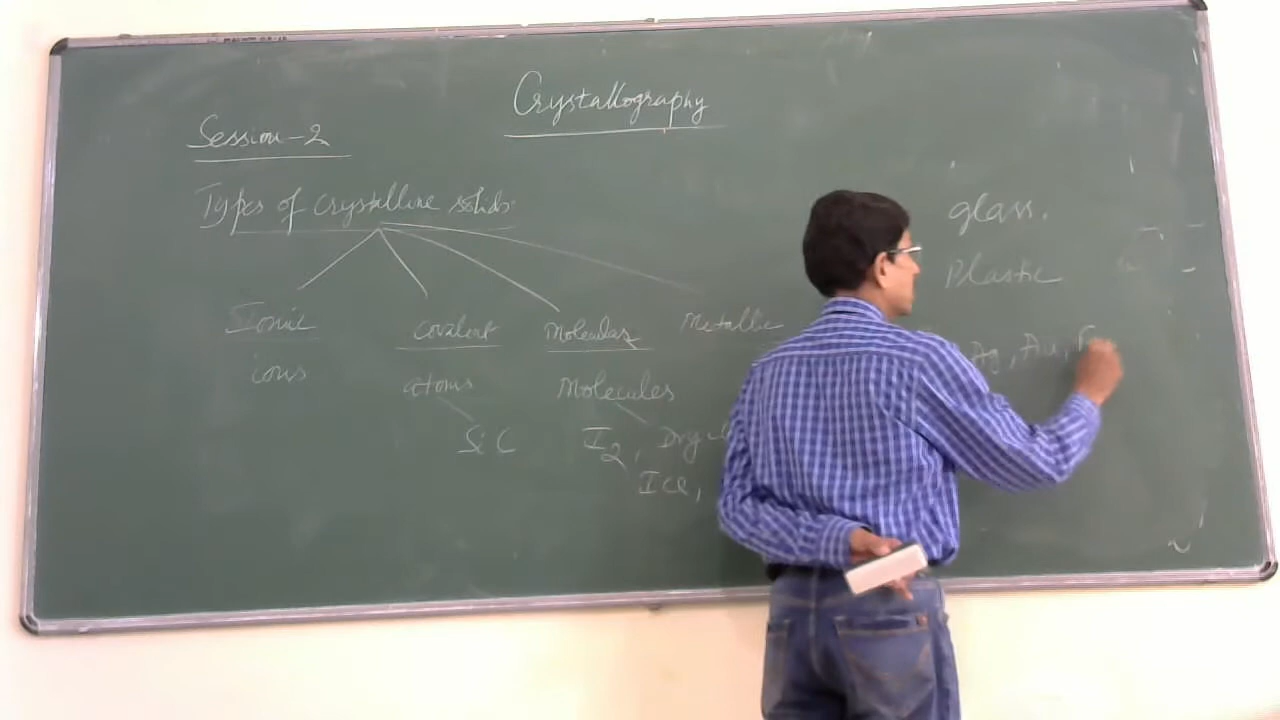 Crystallography
Session-2
Types of crystalline solids:
Ionic
Covalent
Molecular
Metallic
ions
atoms
Molecules
SiC
I2, Dry
Ice,
glass.
Plastic
Ag, Au,